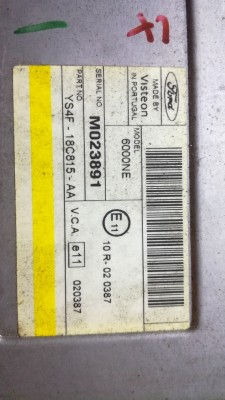 Ford
MADE BY
Visteon
IN PORTUGAL
MODEL
6000NE
E11
10 R- 02 0387
SERIAL NO
M023891
PART NO
YS4F - 18C815 - AA
V.C.A.
e11
020387